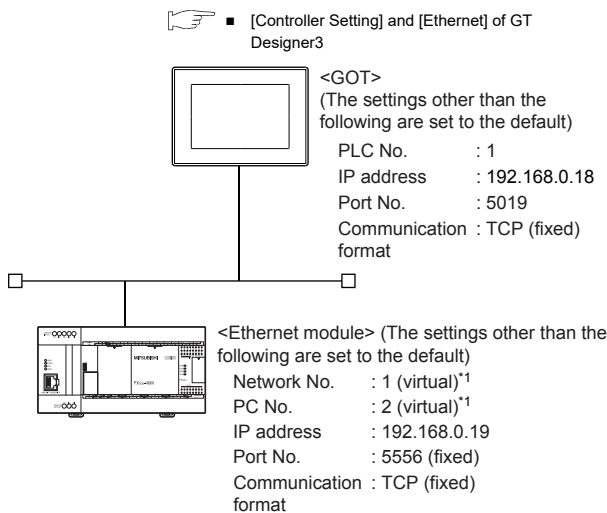 ■ [Controller Setting] and [Ethernet] of GT
Designer3
<GOT>
(The settings other than the
following are set to the default)
PLC No. : 1
IP address : 192.168.0.18
Port No. : 5019
Communication : TCP (fixed)
format
<Ethernet module> (The settings other than the
following are set to the default)
Network No. : 1 (virtual)*1
PC No. : 2 (virtual)*1
IP address : 192.168.0.19
Port No. : 5556 (fixed)
Communication : TCP (fixed)
format
MITSUBISHI